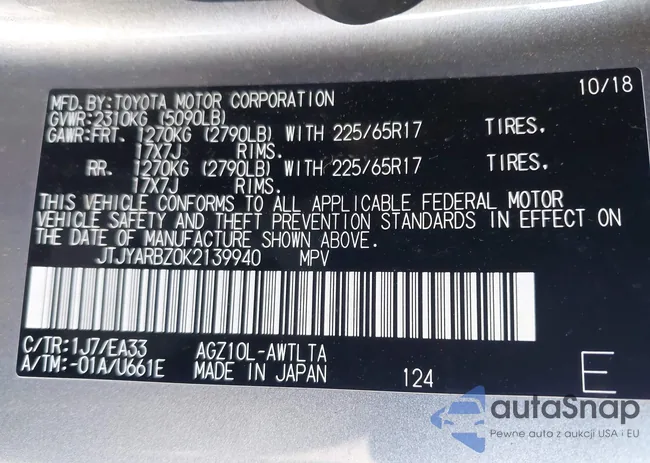 MFD. BY:TOYOTA MOTOR CORPORATION 10/18
GVWR:2310KG (5090LB)
GAWR:FRT. 1270KG (2790LB) WITH 225/65R17 TIRES.
17X7J RIMS.
RR. 1270KG (2790LB) WITH 225/65R17 TIRES.
17X7J RIMS.
THIS VEHICLE CONFORMS TO ALL APPLICABLE FEDERAL MOTOR
VEHICLE SAFETY AND THEFT PREVENTION STANDARDS IN EFFECT ON
THE DATE OF MANUFACTURE SHOWN ABOVE.
JTJYARBZ0K2139940 MPV
C/TR:1J7/EA33 AGZ10L-AWTLTA
A/TM:-01A/U661E MADE IN JAPAN 124 E
autaSnap
Pewne auta z aukcji USA i EU